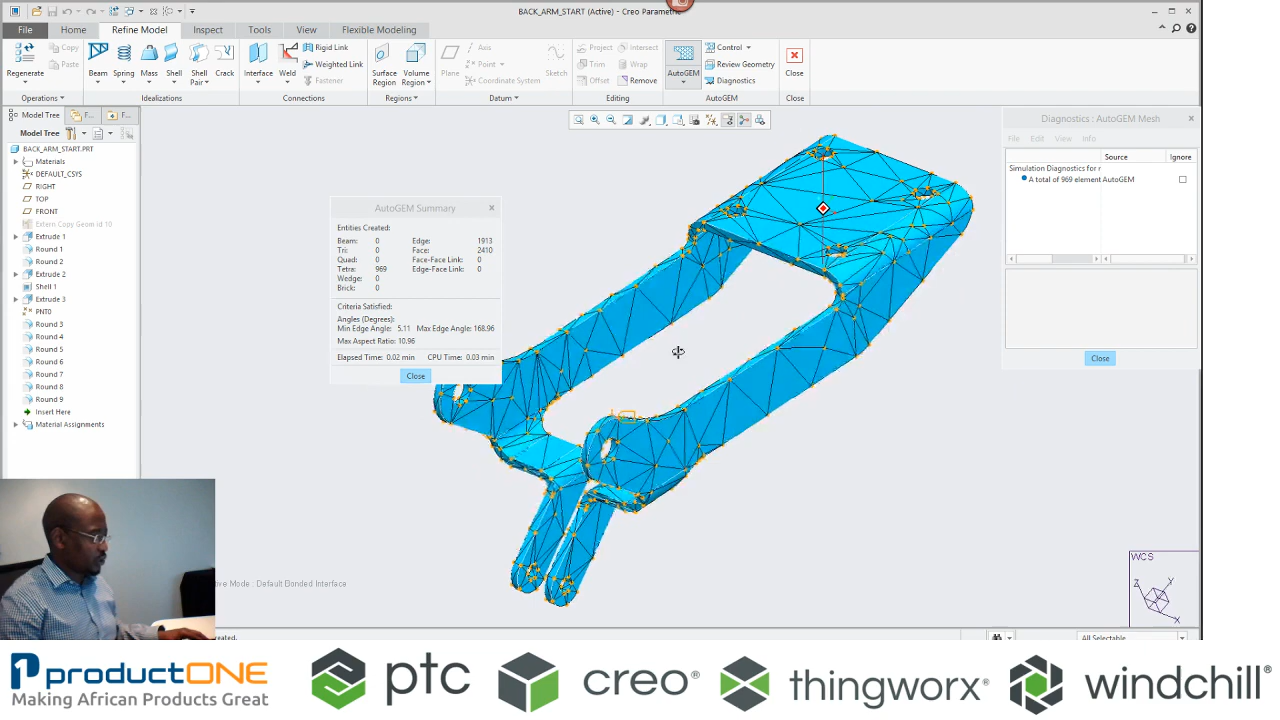 BACK_ARM_START (Active) - Creo Parametric
File Home Refine Model Inspect Tools View Flexible Modeling
Regenerate Copy Paste Beam Spring Mass Shell Shell Pair Crack Interface Weld Rigid Link Weighted Link Fastener Surface Region Volume Region Plane Axis Point Coordinate System Sketch Project Intersect Trim Wrap Offset Remove AutoGEM Control Review Geometry Diagnostics Close
Operations Idealizations Connections Regions Datum Editing AutoGEM Close
Model Tree F... F...
Model Tree
BACK_ARM_START.PRT
Materials
DEFAULT_CSYS
RIGHT
TOP
FRONT
Extern Copy Geom id 10
Extrude 1
Round 1
Round 2
Extrude 2
Shell 1
Extrude 3
PNT0
Round 3
Round 4
Round 5
Round 6
Round 7
Round 8
Round 9
Insert Here
Material Assignments
AutoGEM Summary
Entities Created:
Beam: 0 Edge: 1913
Tri: 0 Face: 2410
Quad: 0 Face-Face Link: 0
Tetra: 969 Edge-Face Link: 0
Wedge: 0
Brick: 0
Criteria Satisfied:
Angles (Degrees):
Min Edge Angle: 5.11 Max Edge Angle: 168.96
Max Aspect Ratio: 10.96
Elapsed Time: 0.02 min CPU Time: 0.03 min
Close
Diagnostics : AutoGEM Mesh
File Edit View Info
Source Ignore
Simulation Diagnostics for r
A total of 969 element AutoGEM
Close
WCS
Z Y
X
ive Mode : Default Bonded Interface
created.
All Selectable
productONE
Making African Products Great
ptc
creo®
thingworx®
windchill®